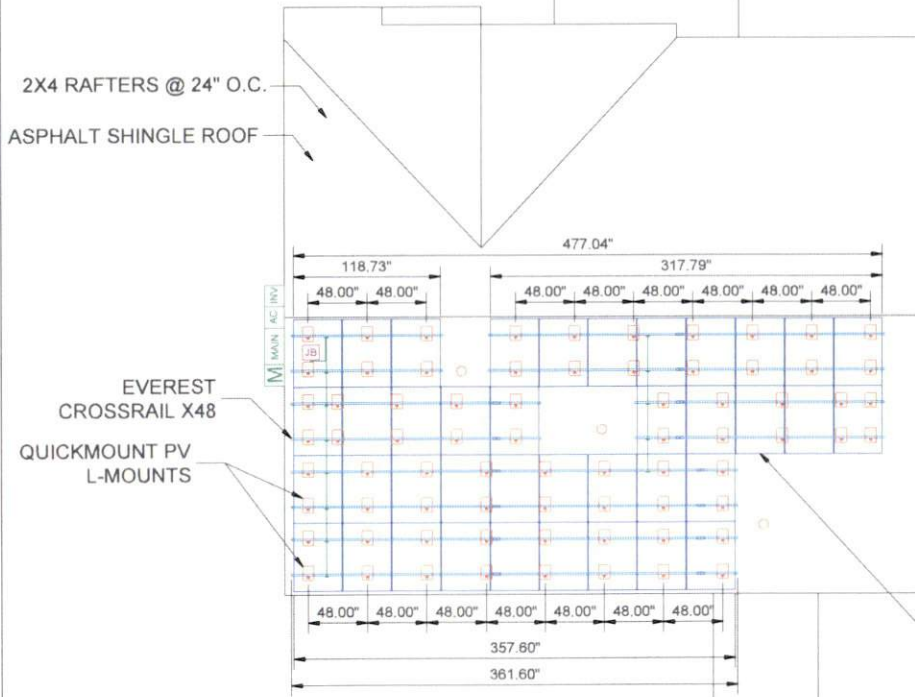 2X4 RAFTERS @ 24" O.C.
ASPHALT SHINGLE ROOF
477.04"
118.73"
317.79"
48.00" 48.00"
48.00" 48.00" 48.00" 48.00" 48.00" 48.00"
M MAIN AC INV
JB
EVEREST
CROSSRAIL X48
QUICKMOUNT PV
L-MOUNTS
48.00" 48.00" 48.00" 48.00" 48.00" 48.00" 48.00"
357.60"
361.60"